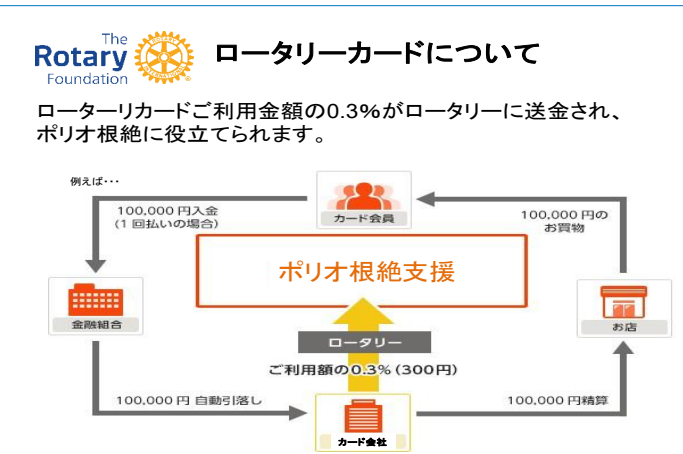 The
Rotary
Foundation
ロータリーカードについて
ローターリカードご利用金額の0.3%がロータリーに送金され、
ポリオ根絶に役立てられます。
例えば・・・
100,000 円入金
(1 回払いの場合)
カード会員
100,000 円の
お買物
ポリオ根絶支援
金融組合
お店
ロータリー
ご利用額の0.3% (300円)
100,000 円 自動引落し
100,000 円精算
カード会社